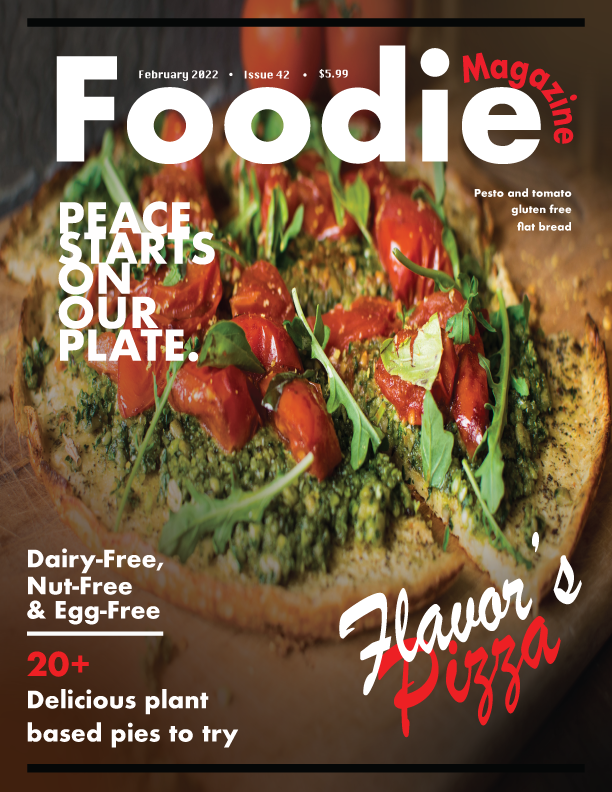 February 2022 • Issue 42 • $5.99
Foodie
Magazine
Pesto and tomato
gluten free
flat bread
PEACE
STARTS
ON
OUR
PLATE.
Dairy-Free,
Nut-Free
& Egg-Free
20+
Delicious plant
based pies to try
Flavor's
Pizza